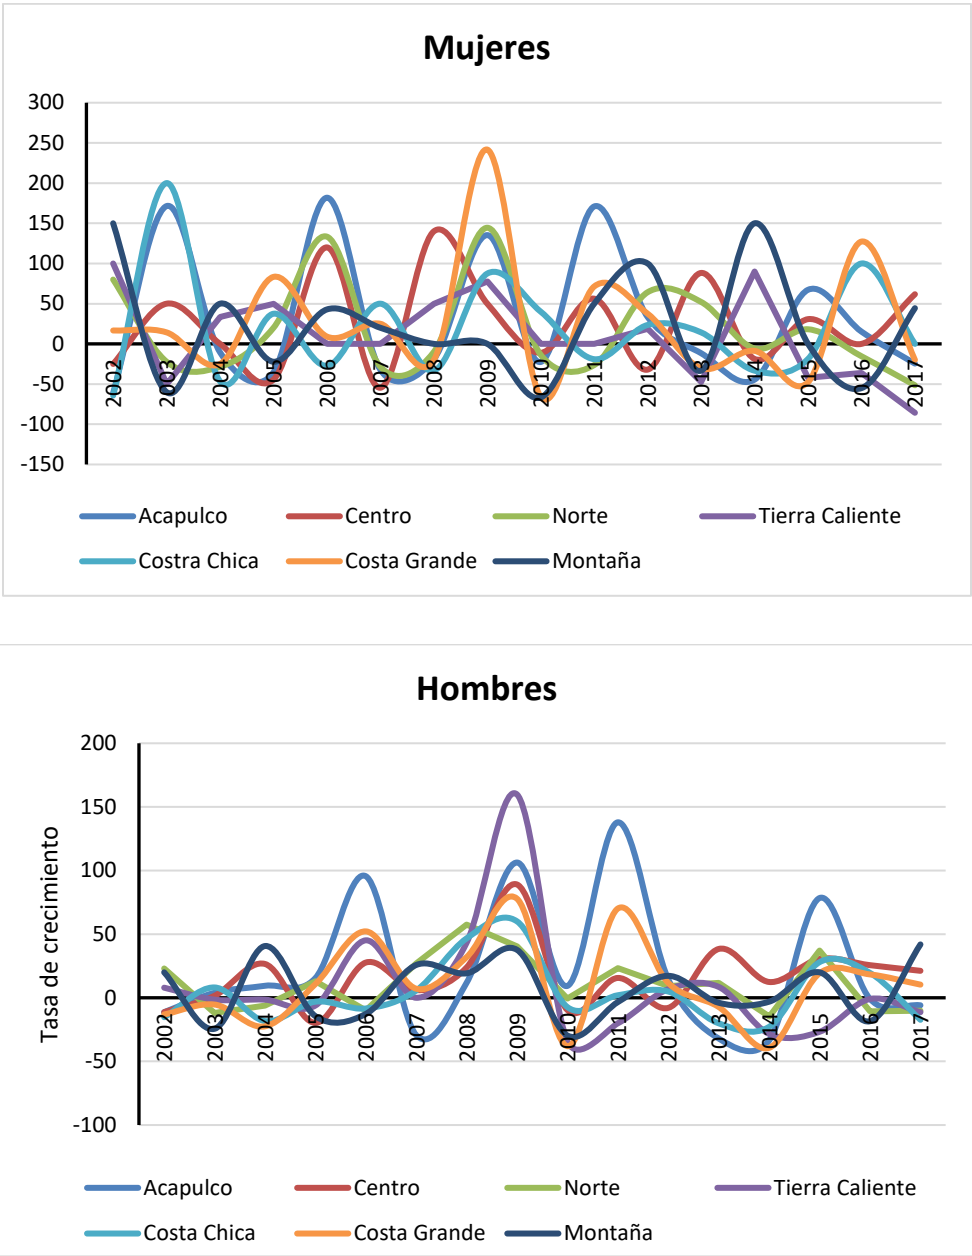 Mujeres
300
250
200
150
100
50
0
-50
-100
-150
2002 2003 2004 2005 2006 2007 2008 2009 2010 2011 2012 2013 2014 2015 2016 2017
Acapulco Centro Norte Tierra Caliente
Costra Chica Costa Grande Montaña
Hombres
Tasa de crecimiento
200
150
100
50
0
-50
-100
2002 2003 2004 2005 2006 2007 2008 2009 2010 2011 2012 2013 2014 2015 2016 2017
Acapulco Centro Norte Tierra Caliente
Costa Chica Costa Grande Montaña